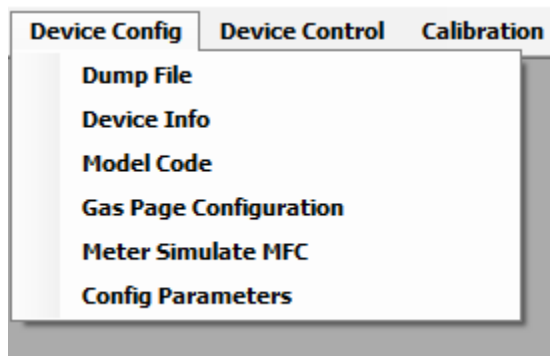 Device Config Device Control Calibration
Dump File
Device Info
Model Code
Gas Page Configuration
Meter Simulate MFC
Config Parameters